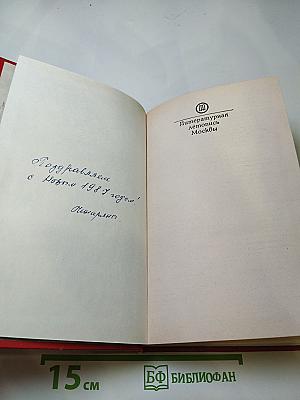 Поздравляем
с Новым 1987 годом!
Литературная
летопись
Москвы
15 см
БФ БИБЛИОФАН